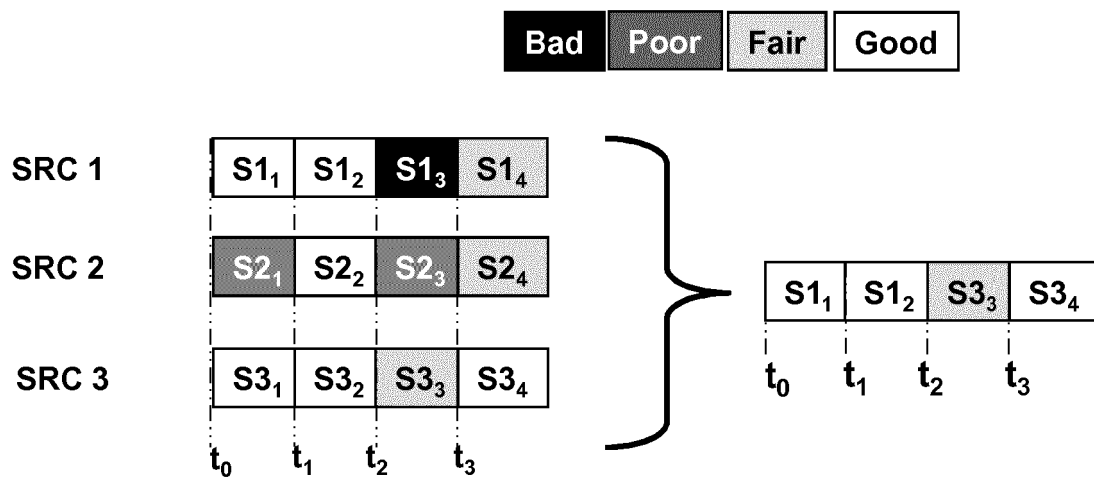 Bad Poor Fair Good
SRC 1 S1₁ S1₂ S1₃ S1₄
SRC 2 S2₁ S2₂ S2₃ S2₄
S1₁ S1₂ S3₃ S3₄
SRC 3 S3₁ S3₂ S3₃ S3₄
t₀ t₁ t₂ t₃
t₀ t₁ t₂ t₃